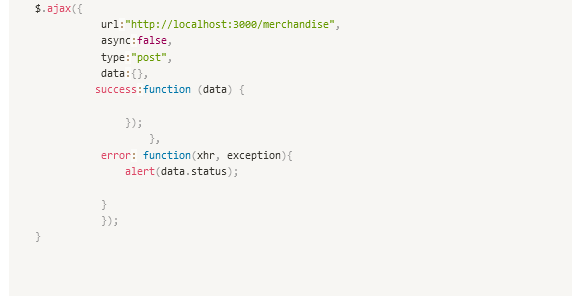 $.ajax({
url:"http://localhost:3000/merchandise",
async:false,
type:"post",
data:{},
success:function (data) {
});
},
error: function(xhr, exception){
alert(data.status);
}
});
}